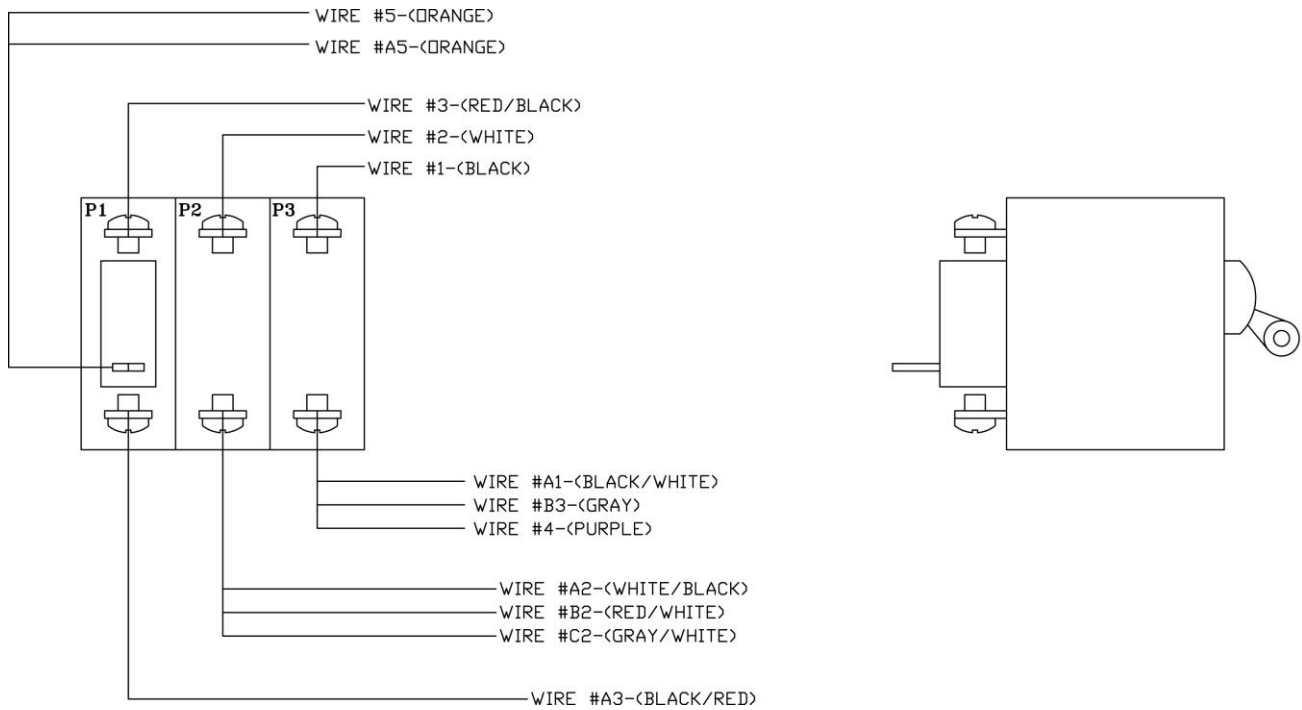 WIRE #5-(ORANGE)
WIRE #A5-(ORANGE)
WIRE #3-(RED/BLACK)
WIRE #2-(WHITE)
WIRE #1-(BLACK)
P1 P2 P3
WIRE #A1-(BLACK/WHITE)
WIRE #B3-(GRAY)
WIRE #4-(PURPLE)
WIRE #A2-(WHITE/BLACK)
WIRE #B2-(RED/WHITE)
WIRE #C2-(GRAY/WHITE)
WIRE #A3-(BLACK/RED)